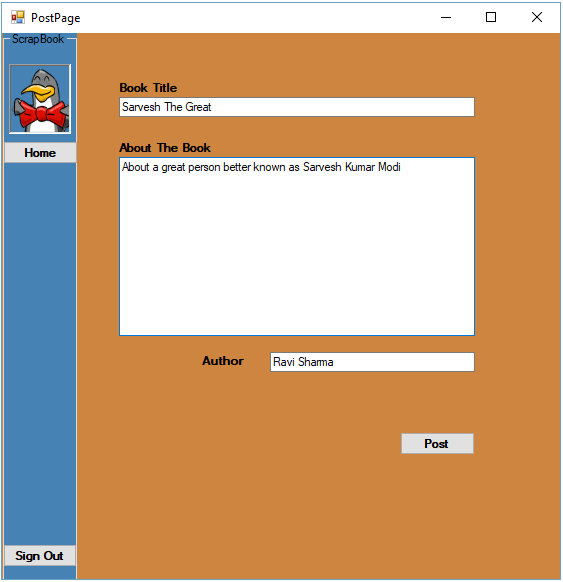 PostPage
ScrapBook
Home
Book Title
Sarvesh The Great
About The Book
About a great person better known as Sarvesh Kumar Modi
Author
Ravi Sharma
Post
Sign Out